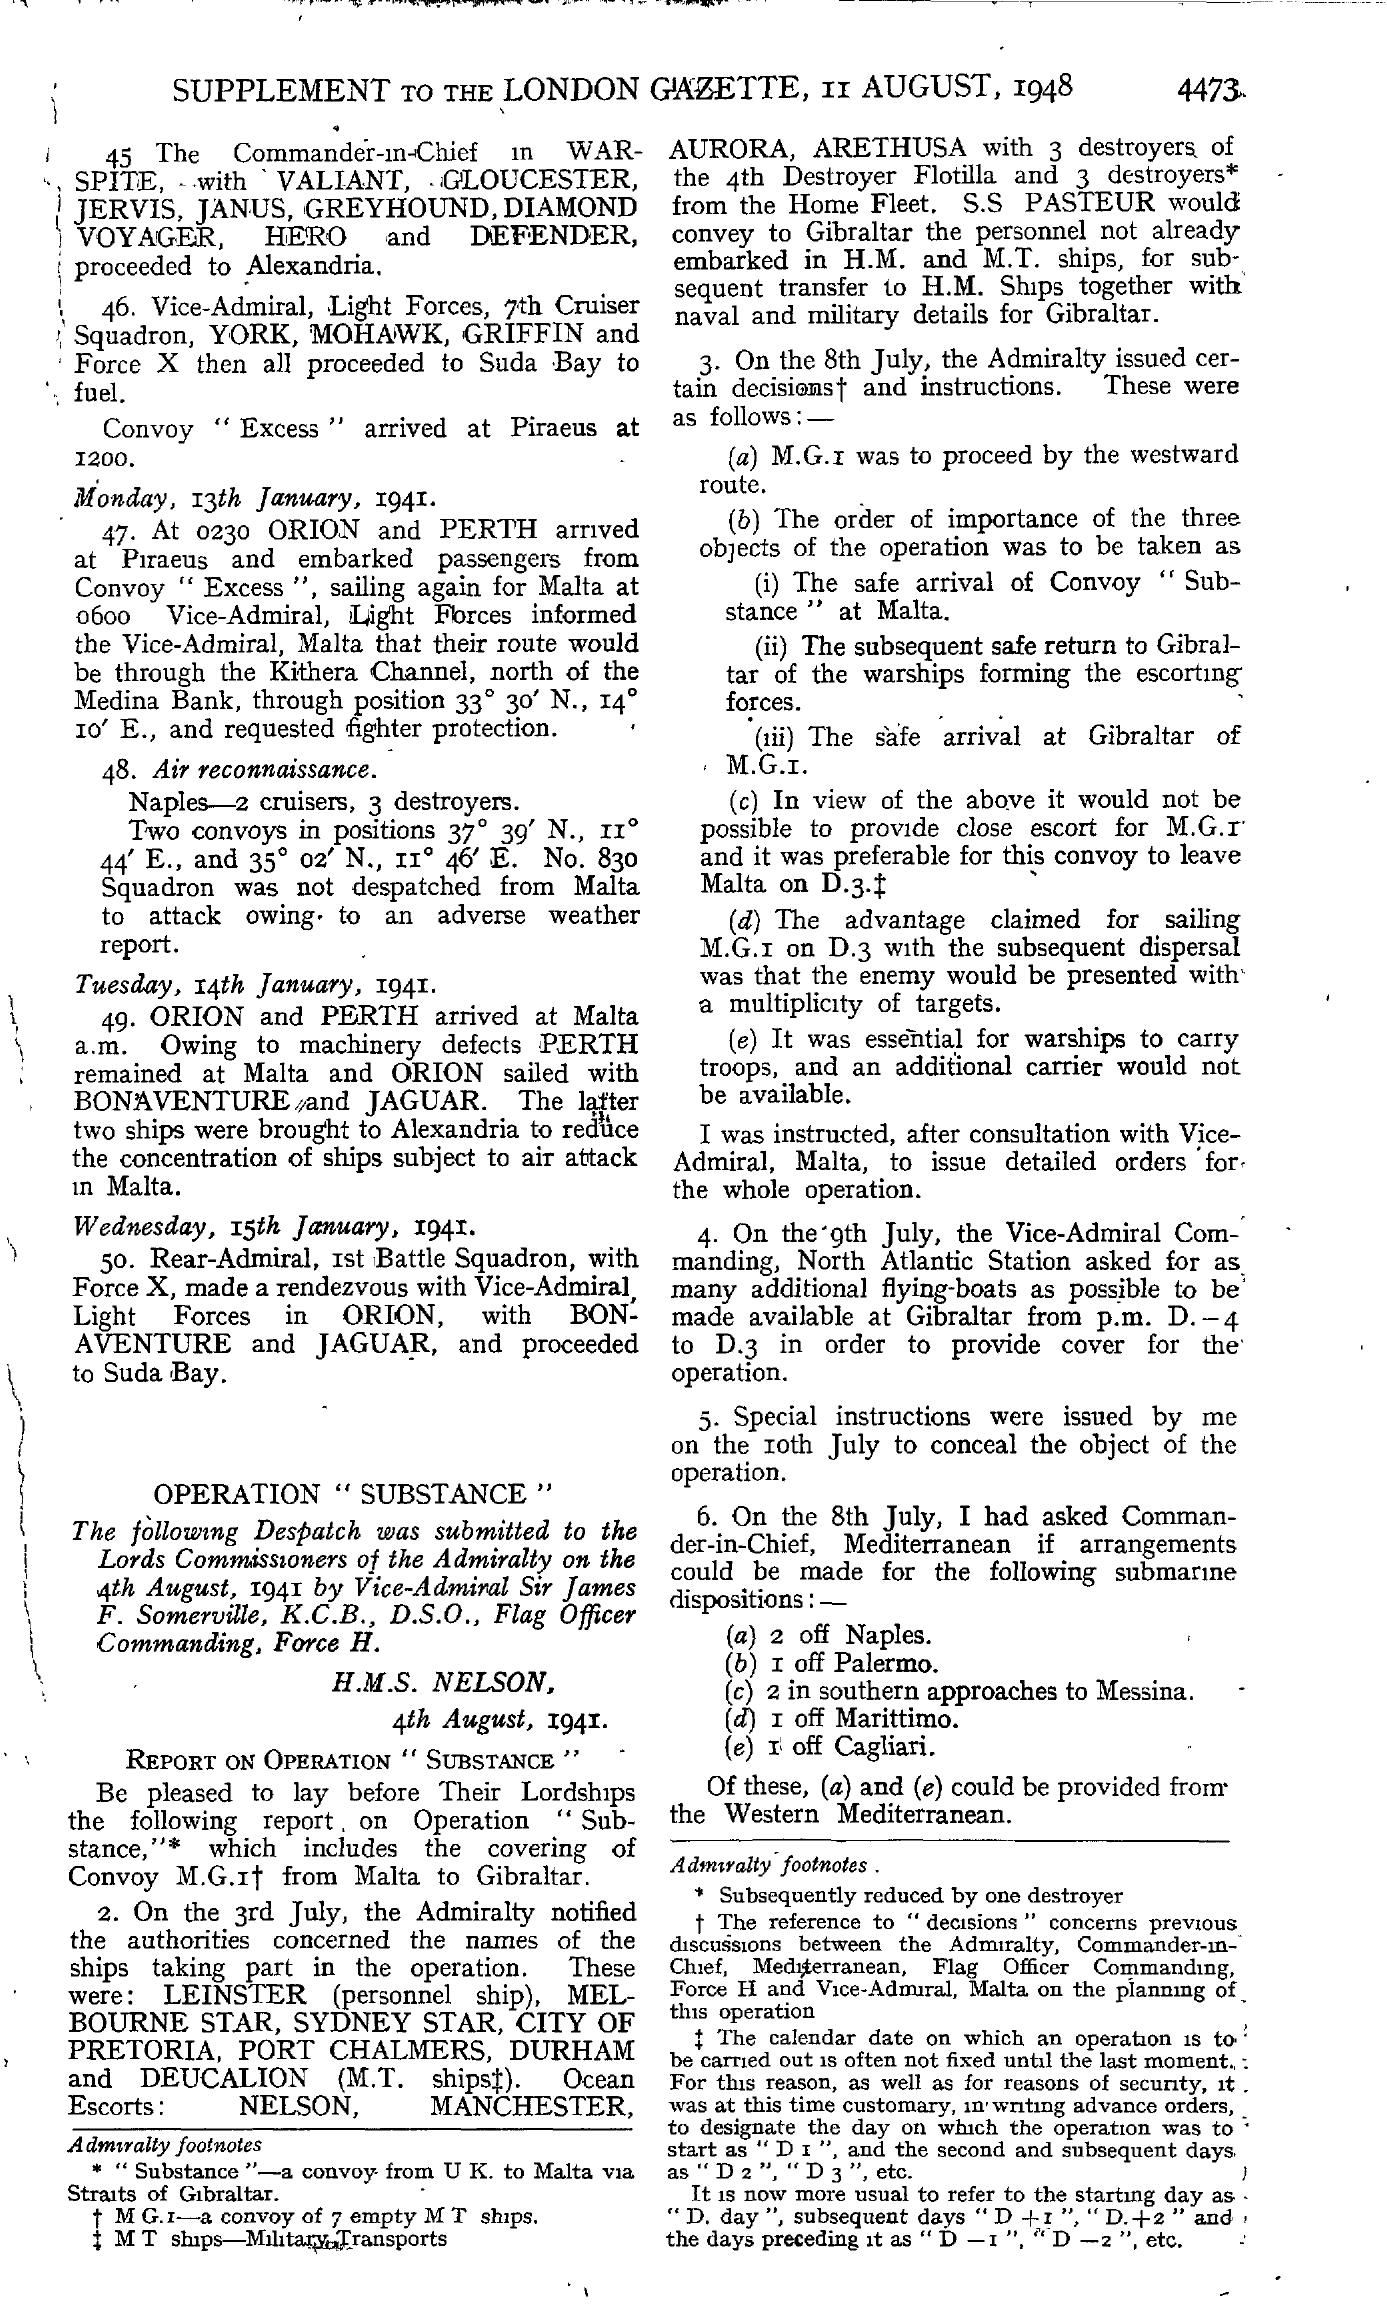 SUPPLEMENT TO THE LONDON GAZETTE, 11 AUGUST, 1948 4473
45 The Commander-in-Chief in WAR-
SPITE, with VALIANT, GLOUCESTER,
JERVIS, JANUS, GREYHOUND, DIAMOND
VOYAGER, HERO and DEFENDER,
proceeded to Alexandria.
46. Vice-Admiral, Light Forces, 7th Cruiser
Squadron, YORK, MOHAWK, GRIFFIN and
Force X then all proceeded to Suda Bay to
fuel.
Convoy " Excess " arrived at Piraeus at
1200.
Monday, 13th January, 1941.
47. At 0230 ORION and PERTH arrived
at Piraeus and embarked passengers from
Convoy " Excess ", sailing again for Malta at
0600 Vice-Admiral, Light Forces informed
the Vice-Admiral, Malta that their route would
be through the Kithera Channel, north of the
Medina Bank, through position 33° 30′ N., 14°
10′ E., and requested fighter protection.
48. Air reconnaissance.
Naples—2 cruisers, 3 destroyers.
Two convoys in positions 37° 39′ N., 11°
44′ E., and 35° 02′ N., 11° 46′ E. No. 830
Squadron was not despatched from Malta
to attack owing to an adverse weather
report.
Tuesday, 14th January, 1941.
49. ORION and PERTH arrived at Malta
a.m. Owing to machinery defects PERTH
remained at Malta and ORION sailed with
BONAVENTURE and JAGUAR. The latter
two ships were brought to Alexandria to reduce
the concentration of ships subject to air attack
in Malta.
Wednesday, 15th January, 1941.
50. Rear-Admiral, 1st Battle Squadron, with
Force X, made a rendezvous with Vice-Admiral,
Light Forces in ORION, with BON-
AVENTURE and JAGUAR, and proceeded
to Suda Bay.
OPERATION " SUBSTANCE "
The following Despatch was submitted to the
Lords Commissioners of the Admiralty on the
4th August, 1941 by Vice-Admiral Sir James
F. Somerville, K.C.B., D.S.O., Flag Officer
Commanding, Force H.
H.M.S. NELSON,
4th August, 1941.
REPORT ON OPERATION " SUBSTANCE "
Be pleased to lay before Their Lordships
the following report on Operation " Sub-
stance,"* which includes the covering of
Convoy M.G.1† from Malta to Gibraltar.
2. On the 3rd July, the Admiralty notified
the authorities concerned the names of the
ships taking part in the operation. These
were: LEINSTER (personnel ship), MEL-
BOURNE STAR, SYDNEY STAR, CITY OF
PRETORIA, PORT CHALMERS, DURHAM
and DEUCALION (M.T. ships‡). Ocean
Escorts: NELSON, MANCHESTER,
Admiralty footnotes
* " Substance "—a convoy from U K. to Malta via
Straits of Gibraltar.
† M G.1—a convoy of 7 empty M T ships.
‡ M T ships—Military Transports
AURORA, ARETHUSA with 3 destroyers of
the 4th Destroyer Flotilla and 3 destroyers*
from the Home Fleet. S.S PASTEUR would
convey to Gibraltar the personnel not already
embarked in H.M. and M.T. ships, for sub-
sequent transfer to H.M. Ships together with
naval and military details for Gibraltar.
3. On the 8th July, the Admiralty issued cer-
tain decisions† and instructions. These were
as follows:—
(a) M.G.1 was to proceed by the westward
route.
(b) The order of importance of the three
objects of the operation was to be taken as
(i) The safe arrival of Convoy " Sub-
stance " at Malta.
(ii) The subsequent safe return to Gibral-
tar of the warships forming the escorting
forces.
(iii) The safe arrival at Gibraltar of
M.G.1.
(c) In view of the above it would not be
possible to provide close escort for M.G.1
and it was preferable for this convoy to leave
Malta on D.3.‡
(d) The advantage claimed for sailing
M.G.1 on D.3 with the subsequent dispersal
was that the enemy would be presented with
a multiplicity of targets.
(e) It was essential for warships to carry
troops, and an additional carrier would not
be available.
I was instructed, after consultation with Vice-
Admiral, Malta, to issue detailed orders for
the whole operation.
4. On the 9th July, the Vice-Admiral Com-
manding, North Atlantic Station asked for as
many additional flying-boats as possible to be
made available at Gibraltar from p.m. D.—4
to D.3 in order to provide cover for the
operation.
5. Special instructions were issued by me
on the 10th July to conceal the object of the
operation.
6. On the 8th July, I had asked Comman-
der-in-Chief, Mediterranean if arrangements
could be made for the following submarine
dispositions:—
(a) 2 off Naples.
(b) 1 off Palermo.
(c) 2 in southern approaches to Messina.
(d) 1 off Marittimo.
(e) 1 off Cagliari.
Of these, (a) and (e) could be provided from
the Western Mediterranean.
Admiralty footnotes.
* Subsequently reduced by one destroyer
† The reference to " decisions " concerns previous
discussions between the Admiralty, Commander-in-
Chief, Mediterranean, Flag Officer Commanding,
Force H and Vice-Admiral, Malta on the planning of
this operation
‡ The calendar date on which an operation is to
be carried out is often not fixed until the last moment.
For this reason, as well as for reasons of security, it
was at this time customary, in writing advance orders,
to designate the day on which the operation was to
start as " D 1 ", and the second and subsequent days
as " D 2 ", " D 3 ", etc.
It is now more usual to refer to the starting day as
" D. day ", subsequent days " D +1 ", " D.+2 " and
the days preceding it as " D —1 ", " D —2 ", etc.